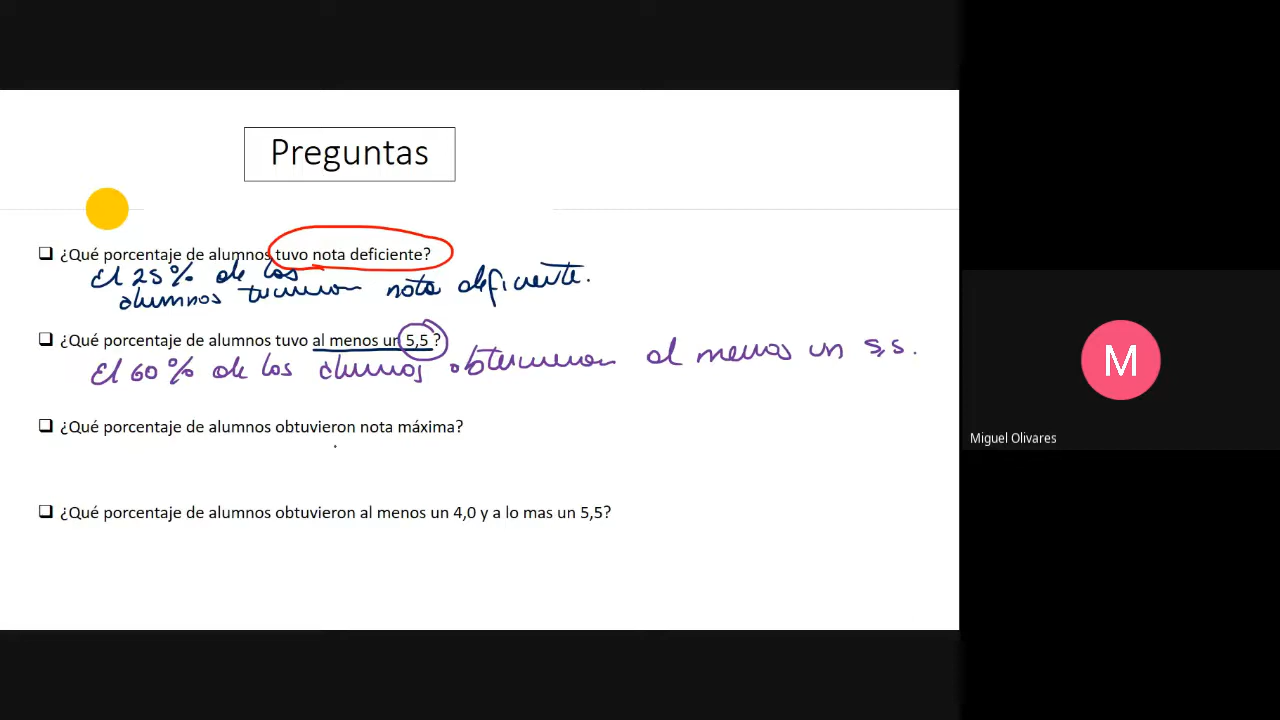 Preguntas
¿Qué porcentaje de alumnos tuvo nota deficiente?
El 25% de los
alumnos tuvieron nota deficiente.
¿Qué porcentaje de alumnos tuvo al menos un 5,5?
El 60% de los alumnos obtuvieron al menos un 5,5.
¿Qué porcentaje de alumnos obtuvieron nota máxima?
¿Qué porcentaje de alumnos obtuvieron al menos un 4,0 y a lo mas un 5,5?
M
Miguel Olivares